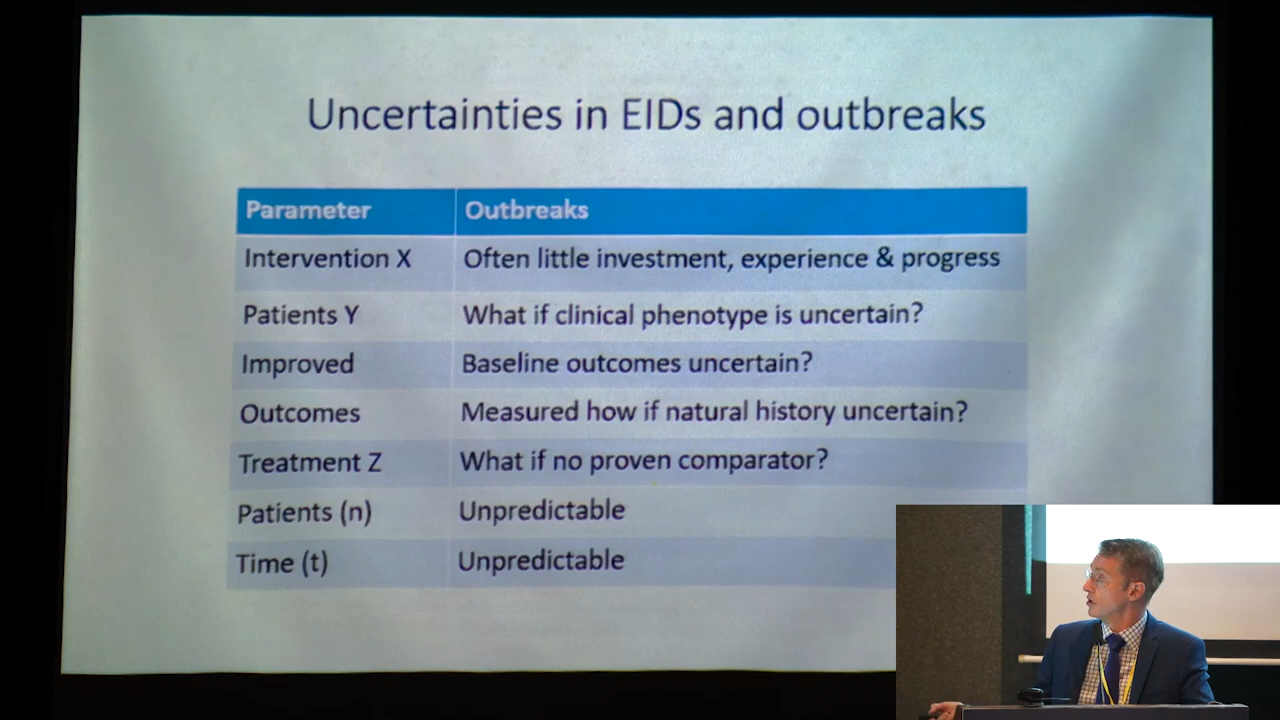 Uncertainties in EIDs and outbreaks
Parameter Outbreaks
Intervention X Often little investment, experience & progress
Patients Y What if clinical phenotype is uncertain?
Improved Baseline outcomes uncertain?
Outcomes Measured how if natural history uncertain?
Treatment Z What if no proven comparator?
Patients (n) Unpredictable
Time (t) Unpredictable